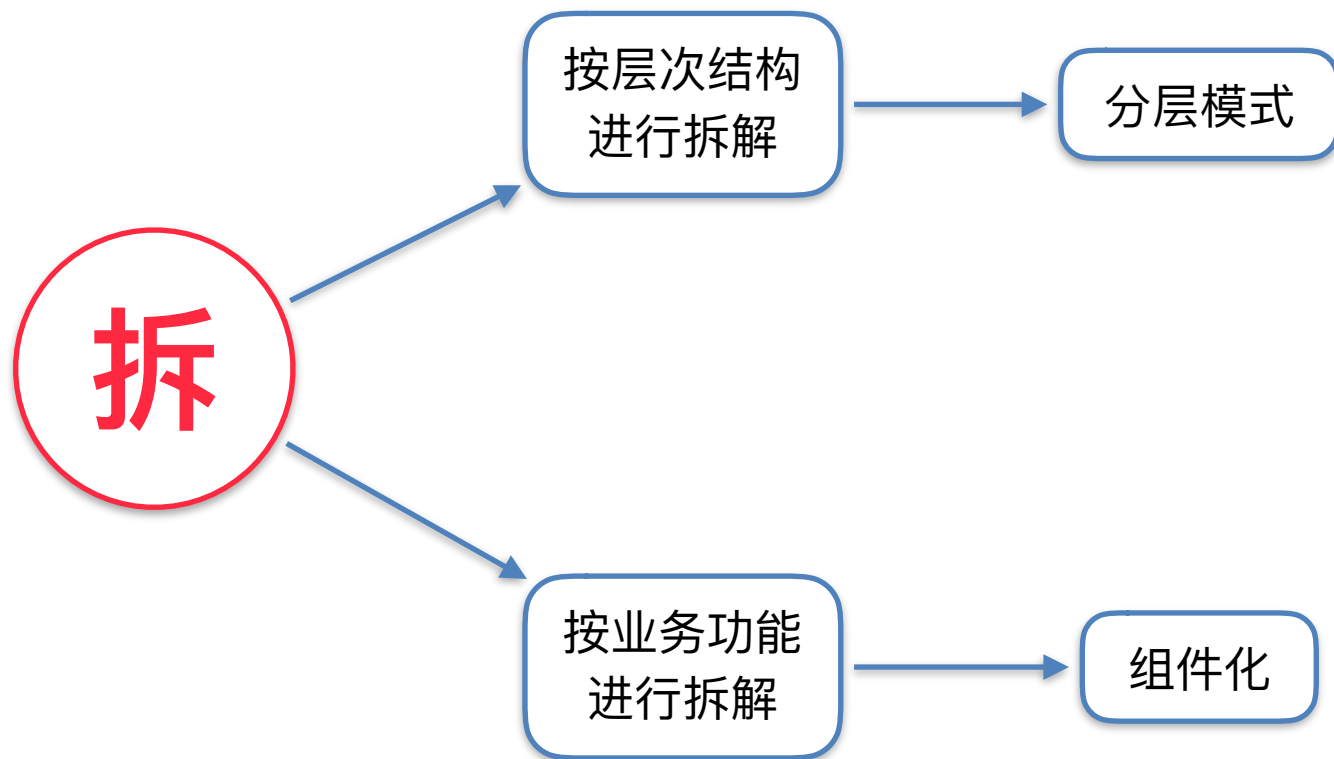 拆
按层次结构
进行拆解
分层模式
按业务功能
进行拆解
组件化